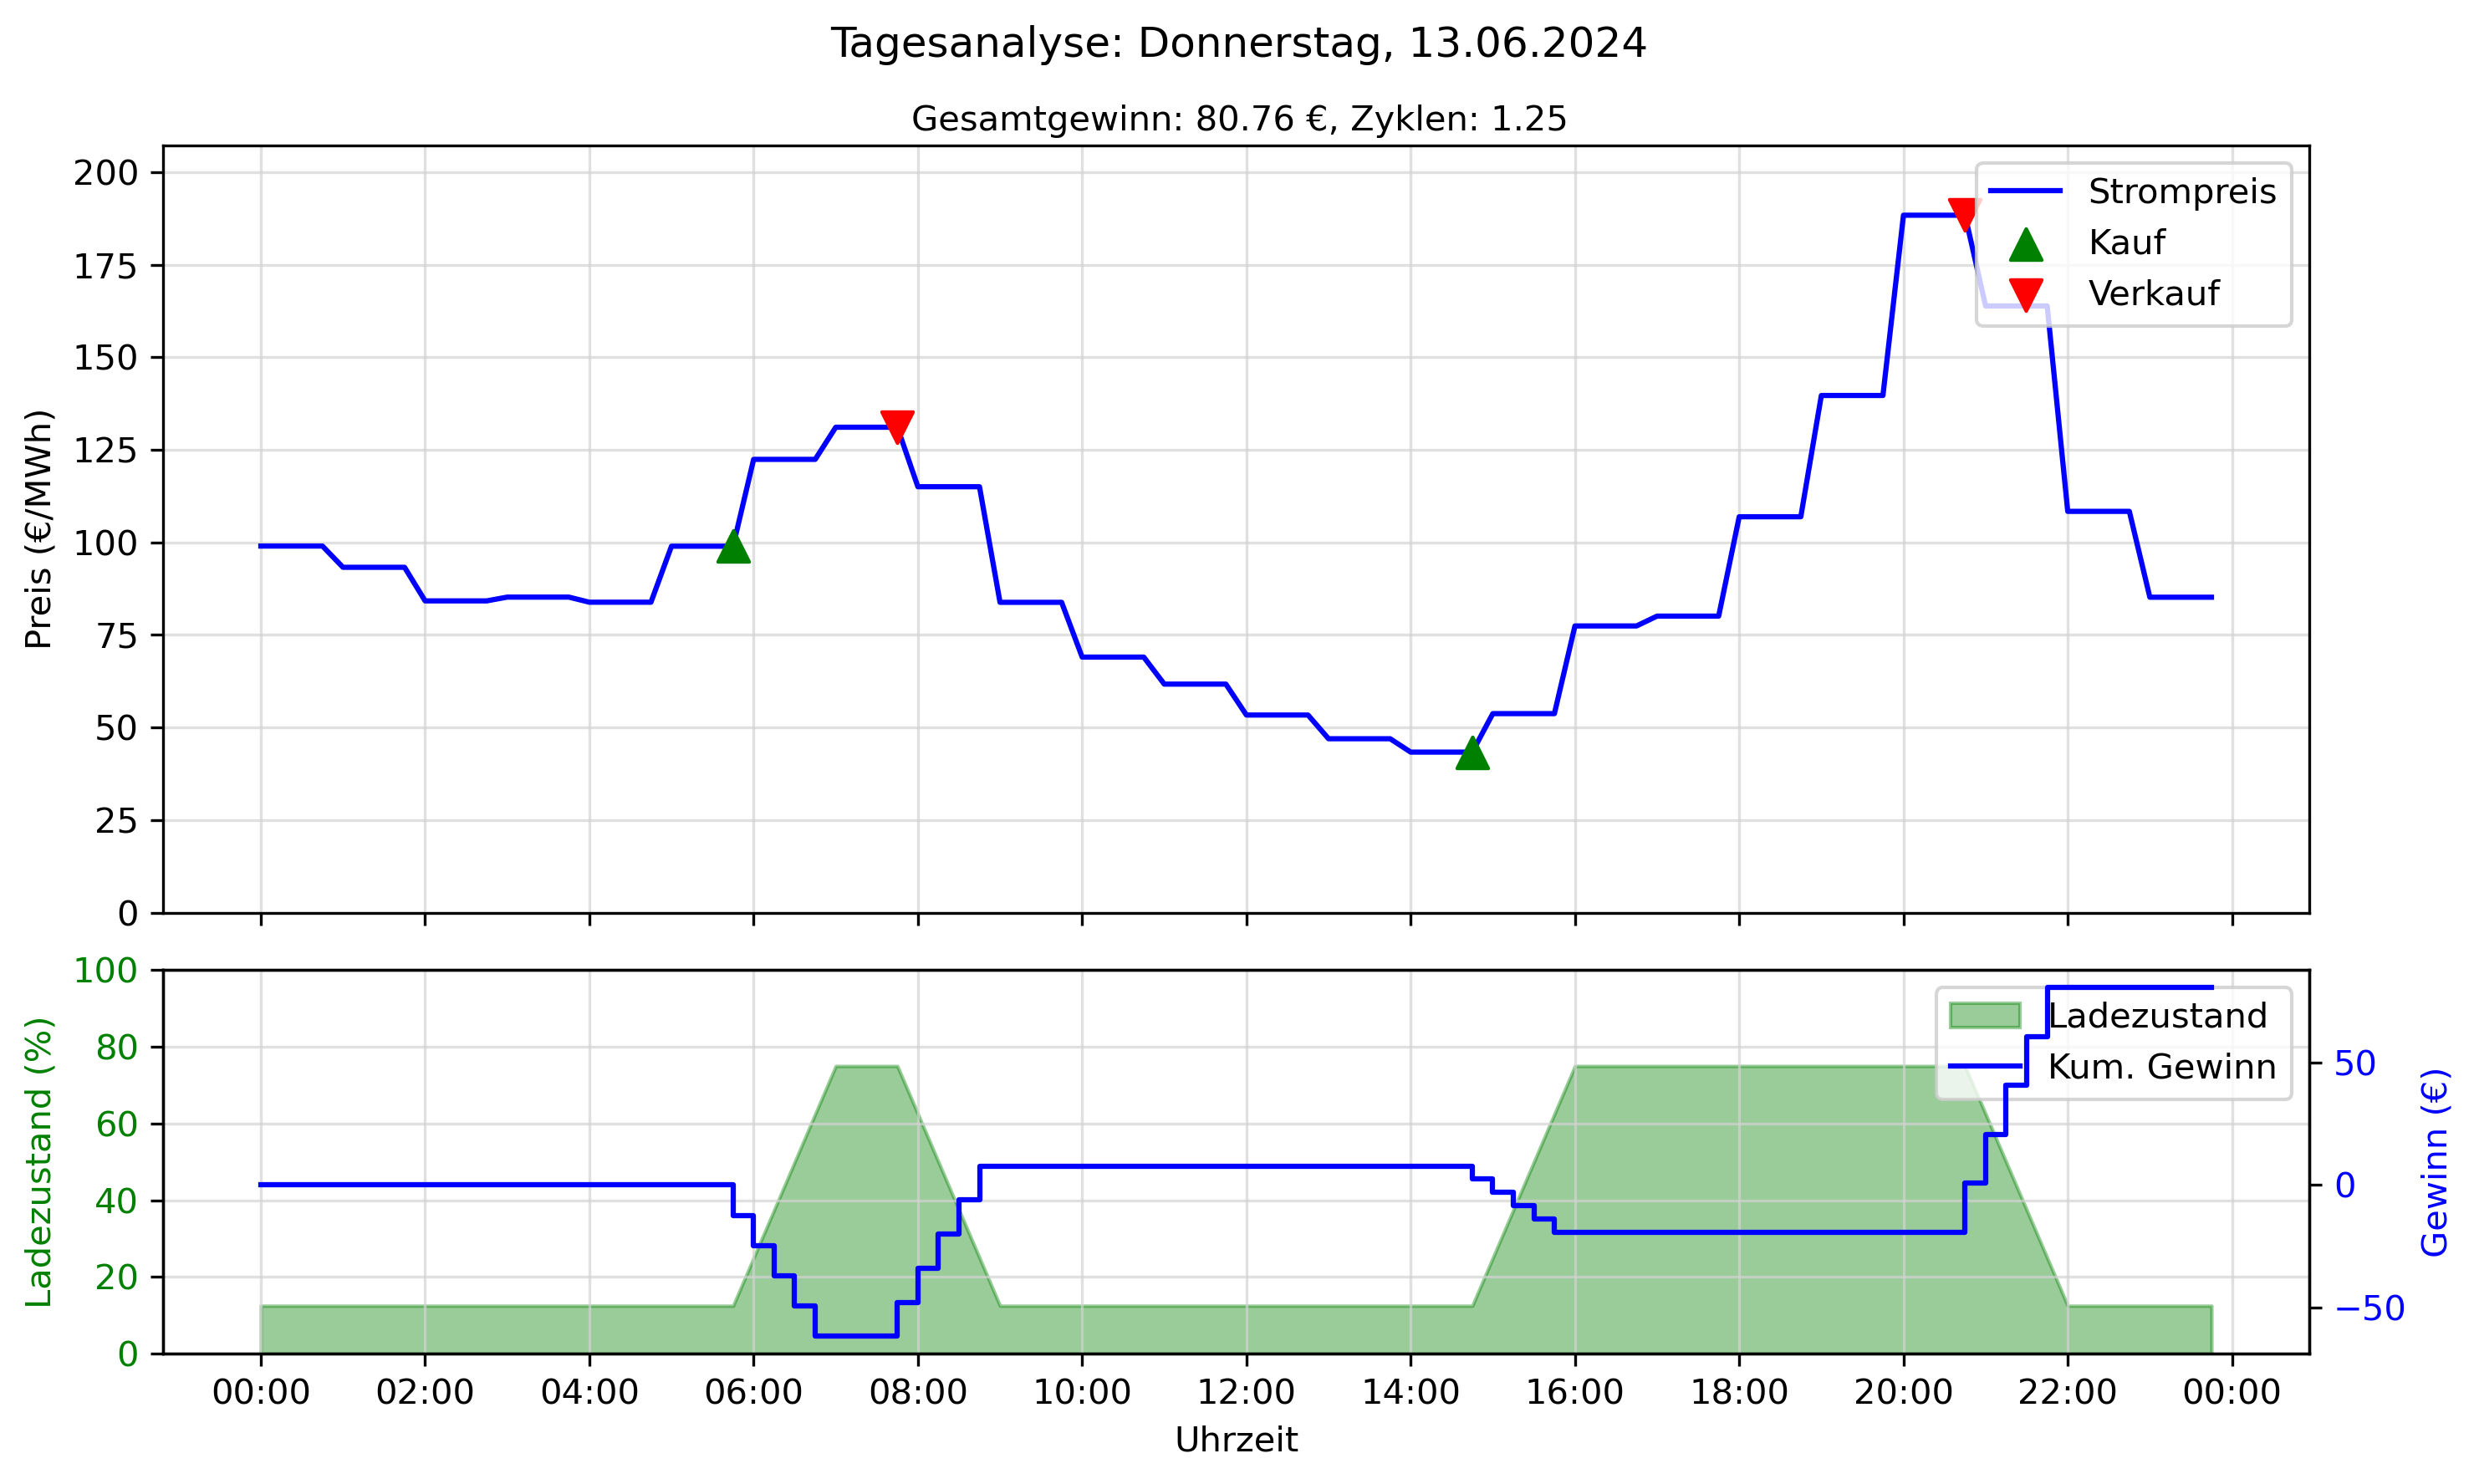 Tagesanalyse: Donnerstag, 13.06.2024
Gesamtgewinn: 80.76 €, Zyklen: 1.25
Preis (€/MWh)
200
175
150
125
100
75
50
25
0
Strompreis
Kauf
Verkauf
Ladezustand (%)
100
80
60
40
20
0
Ladezustand
Kum. Gewinn
50
0
−50
Gewinn (€)
00:00 02:00 04:00 06:00 08:00 10:00 12:00 14:00 16:00 18:00 20:00 22:00 00:00
Uhrzeit